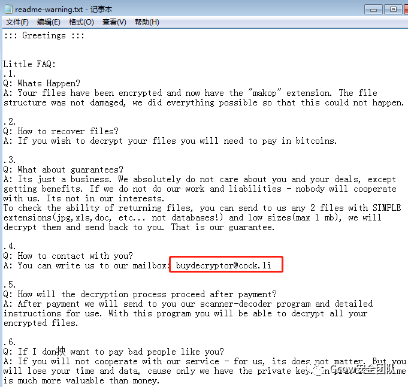 readme-warning.txt - 记事本
文件(F) 编辑(E) 格式(O) 查看(V) 帮助(H)
::: Greetings :::
Little FAQ:
.1.
Q: Whats Happen?
A: Your files have been encrypted and now have the "makop" extension. The file
structure was not damaged, we did everything possible so that this could not happen.
.2.
Q: How to recover files?
A: If you wish to decrypt your files you will need to pay in bitcoins.
.3.
Q: What about guarantees?
A: Its just a business. We absolutely do not care about you and your deals, except
getting benefits. If we do not do our work and liabilities - nobody will cooperate
with us. Its not in our interests.
To check the ability of returning files, you can send to us any 2 files with SIMPLE
extensions(jpg,xls,doc, etc... not databases!) and low sizes(max 1 mb), we will
decrypt them and send back to you. That is our guarantee.
.4.
Q: How to contact with you?
A: You can write us to our mailbox: buydecryptor@cock.li
.5.
Q: How will the decryption process proceed after payment?
A: After payment we will send to you our scanner-decoder program and detailed
instructions for use. With this program you will be able to decrypt all your
encrypted files.
.6.
Q: If I don抰 want to pay bad people like you?
A: If you will not cooperate with our service - for us, its does not matter. But you
will lose your time and data, cause only we have the private key. In practice - time
is much more valuable than money.